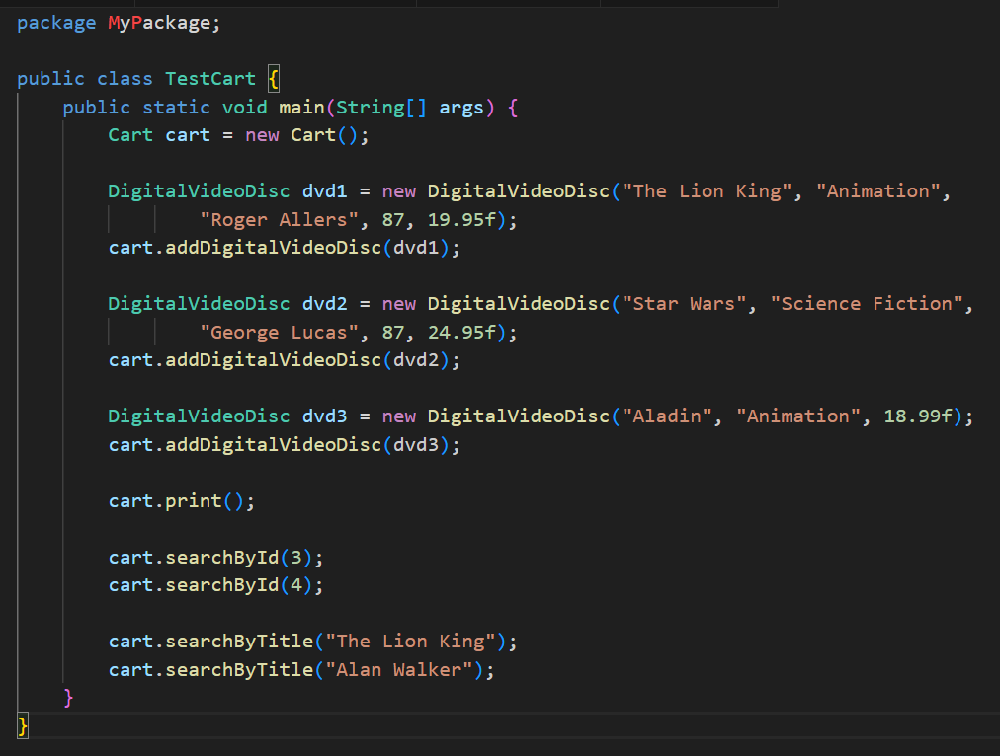 package MyPackage;

public class TestCart {
    public static void main(String[] args) {
        Cart cart = new Cart();

        DigitalVideoDisc dvd1 = new DigitalVideoDisc("The Lion King", "Animation",
                "Roger Allers", 87, 19.95f);
        cart.addDigitalVideoDisc(dvd1);

        DigitalVideoDisc dvd2 = new DigitalVideoDisc("Star Wars", "Science Fiction",
                "George Lucas", 87, 24.95f);
        cart.addDigitalVideoDisc(dvd2);

        DigitalVideoDisc dvd3 = new DigitalVideoDisc("Aladin", "Animation", 18.99f);
        cart.addDigitalVideoDisc(dvd3);

        cart.print();

        cart.searchById(3);
        cart.searchById(4);

        cart.searchByTitle("The Lion King");
        cart.searchByTitle("Alan Walker");
    }
}